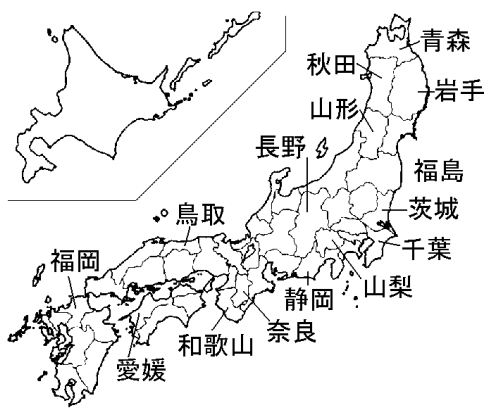 青森
秋田
岩手
山形
長野
福島
茨城
鳥取
千葉
福岡
山梨
静岡
奈良
和歌山
愛媛